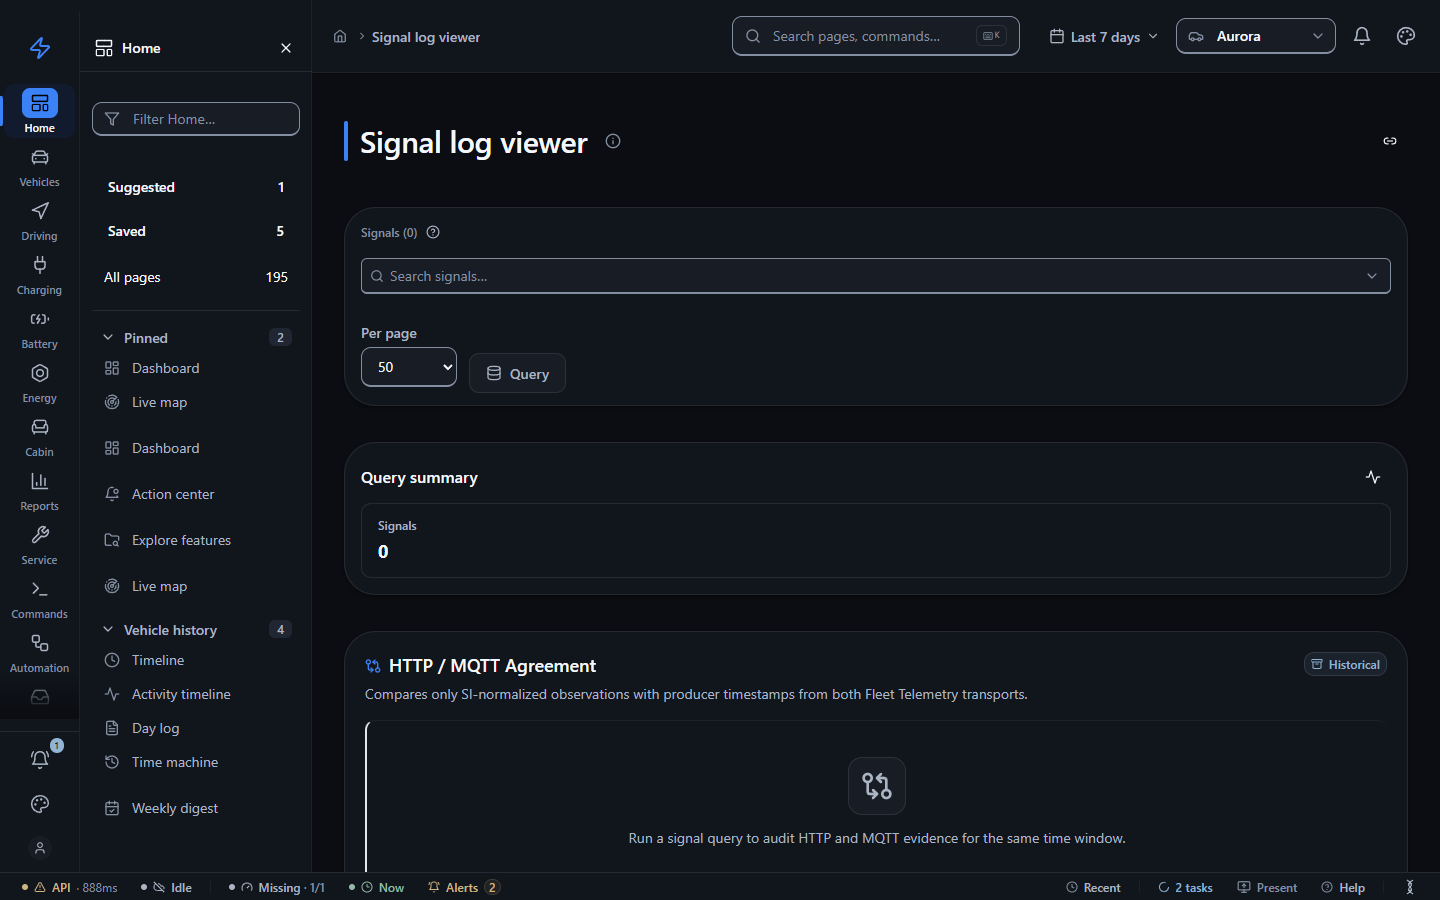 Home
Signal log viewer
Search pages, commands...
K
Last 7 days
Aurora
Home
Vehicles
Driving
Charging
Battery
Energy
Cabin
Reports
Service
Commands
Automation
1
Filter Home...
Suggested 1
Saved 5
All pages 195
Pinned 2
Dashboard
Live map
Dashboard
Action center
Explore features
Live map
Vehicle history 4
Timeline
Activity timeline
Day log
Time machine
Weekly digest
Signal log viewer
Signals (0)
Search signals...
Per page
50
Query
Query summary
Signals
0
HTTP / MQTT Agreement
Historical
Compares only SI-normalized observations with producer timestamps from both Fleet Telemetry transports.
Run a signal query to audit HTTP and MQTT evidence for the same time window.
API · 888ms
Idle
Missing · 1/1
Now
Alerts 2
Recent
2 tasks
Present
Help